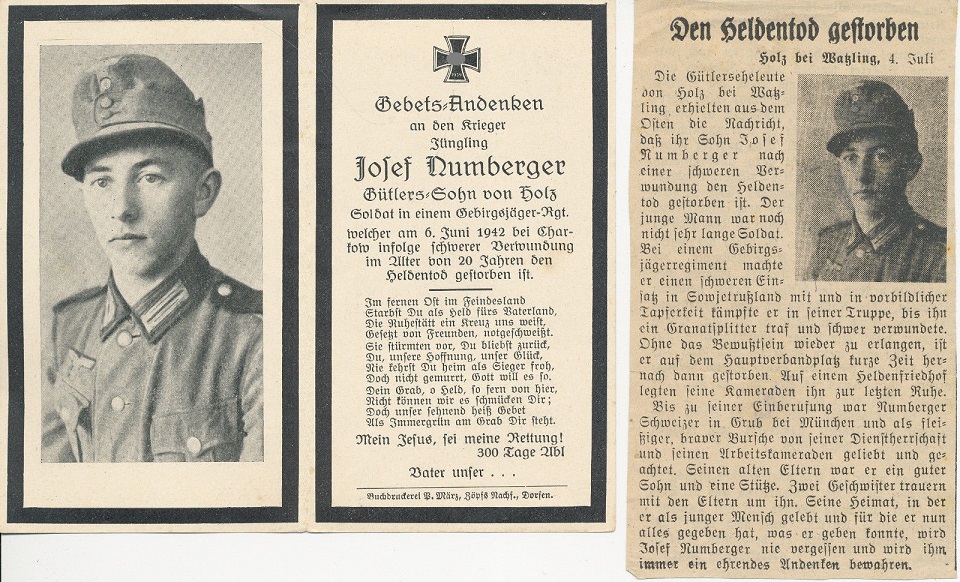 1939
Gebets-Andenken
an den Krieger
Jüngling
Josef Numberger
Gütlers-Sohn von Holz
Soldat in einem Gebirgsjäger-Rgt.
welcher am 6. Juni 1942 bei Char-
kow infolge schwerer Verwundung
im Alter von 20 Jahren den
Heldentod gestorben ist.
Im fernen Ost im Feindesland
Starbst Du als Held fürs Vaterland,
Die Ruhestätt ein Kreuz uns weist,
Gesetzt von Freunden, notgeschweißt.
Sie stürmten vor, Du bliebst zurück,
Du, unsere Hoffnung, unser Glück,
Nie kehrst Du heim als Sieger froh,
Doch nicht gemurrt, Gott will es so.
Dein Grab, o Held, so fern von hier,
Nicht können wir es schmücken Dir;
Doch unser sehnend heiß Gebet
Als Immergrün am Grab Dir steht.
Mein Jesus, sei meine Rettung!
300 Tage Abl
Vater unser . . .
Buchdruckerei P. März, Höpfs Nachf., Dorfen.
Den Heldentod gestorben
Holz bei Watzling, 4. Juli
Die Gütlerseheleute
von Holz bei Watz-
ling erhielten aus dem
Osten die Nachricht,
daß ihr Sohn Josef
Numberger nach
einer schweren Ver-
wundung den Helden-
tod gestorben ist. Der
junge Mann war noch
nicht sehr lange Soldat.
Bei einem Gebirgs-
jägerregiment machte
er einen schweren Ein-
satz in Sowjetrußland mit und in vorbildlicher
Tapferkeit kämpfte er in seiner Truppe, bis ihn
ein Granatsplitter traf und schwer verwundete.
Ohne das Bewußtsein wieder zu erlangen, ist
er auf dem Hauptverbandplatz kurze Zeit her-
nach dann gestorben. Auf einem Heldenfriedhof
legten seine Kameraden ihn zur letzten Ruhe.
Bis zu seiner Einberufung war Numberger
Schweizer in Grub bei München und als flei-
ßiger, braver Bursche von seiner Dienstherrschaft
und seinen Arbeitskameraden geliebt und ge-
achtet. Seinen alten Eltern war er ein guter
Sohn und eine Stütze. Zwei Geschwister trauern
mit den Eltern um ihn. Seine Heimat, in der
er als junger Mensch gelebt und für die er nun
alles gegeben hat, was er geben konnte, wird
Josef Numberger nie vergessen und wird ihm
immer ein ehrendes Andenken bewahren.